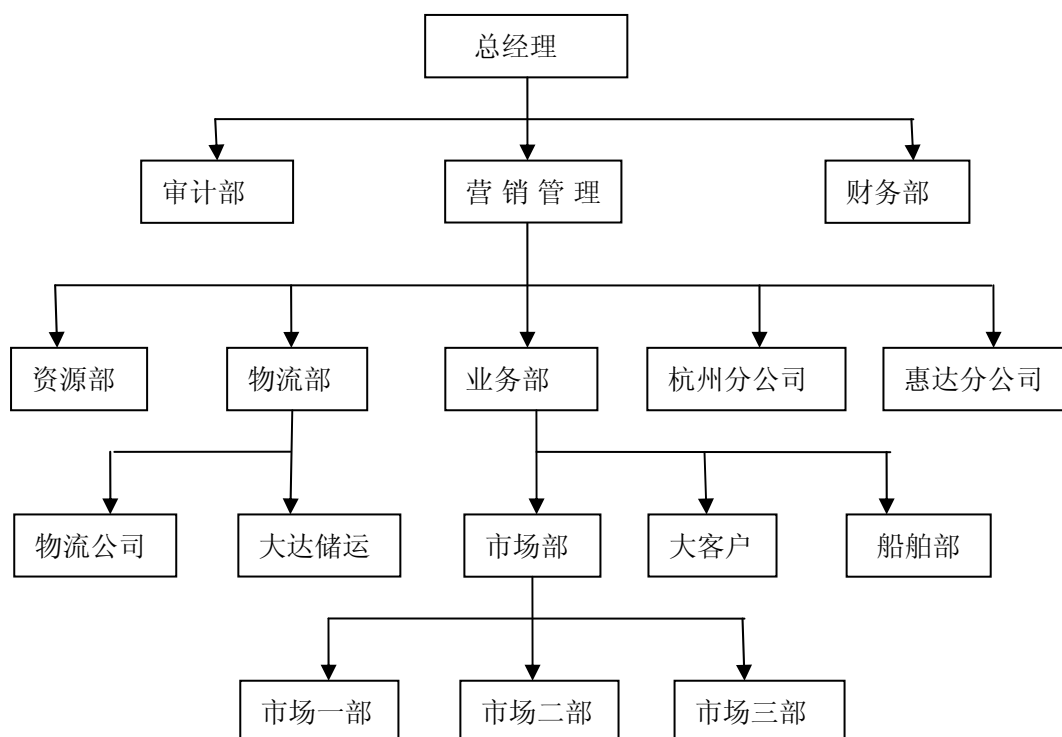 总经理
审计部
营销管理
财务部
资源部
物流部
业务部
杭州分公司
惠达分公司
物流公司
大达储运
市场部
大客户
船舶部
市场一部
市场二部
市场三部